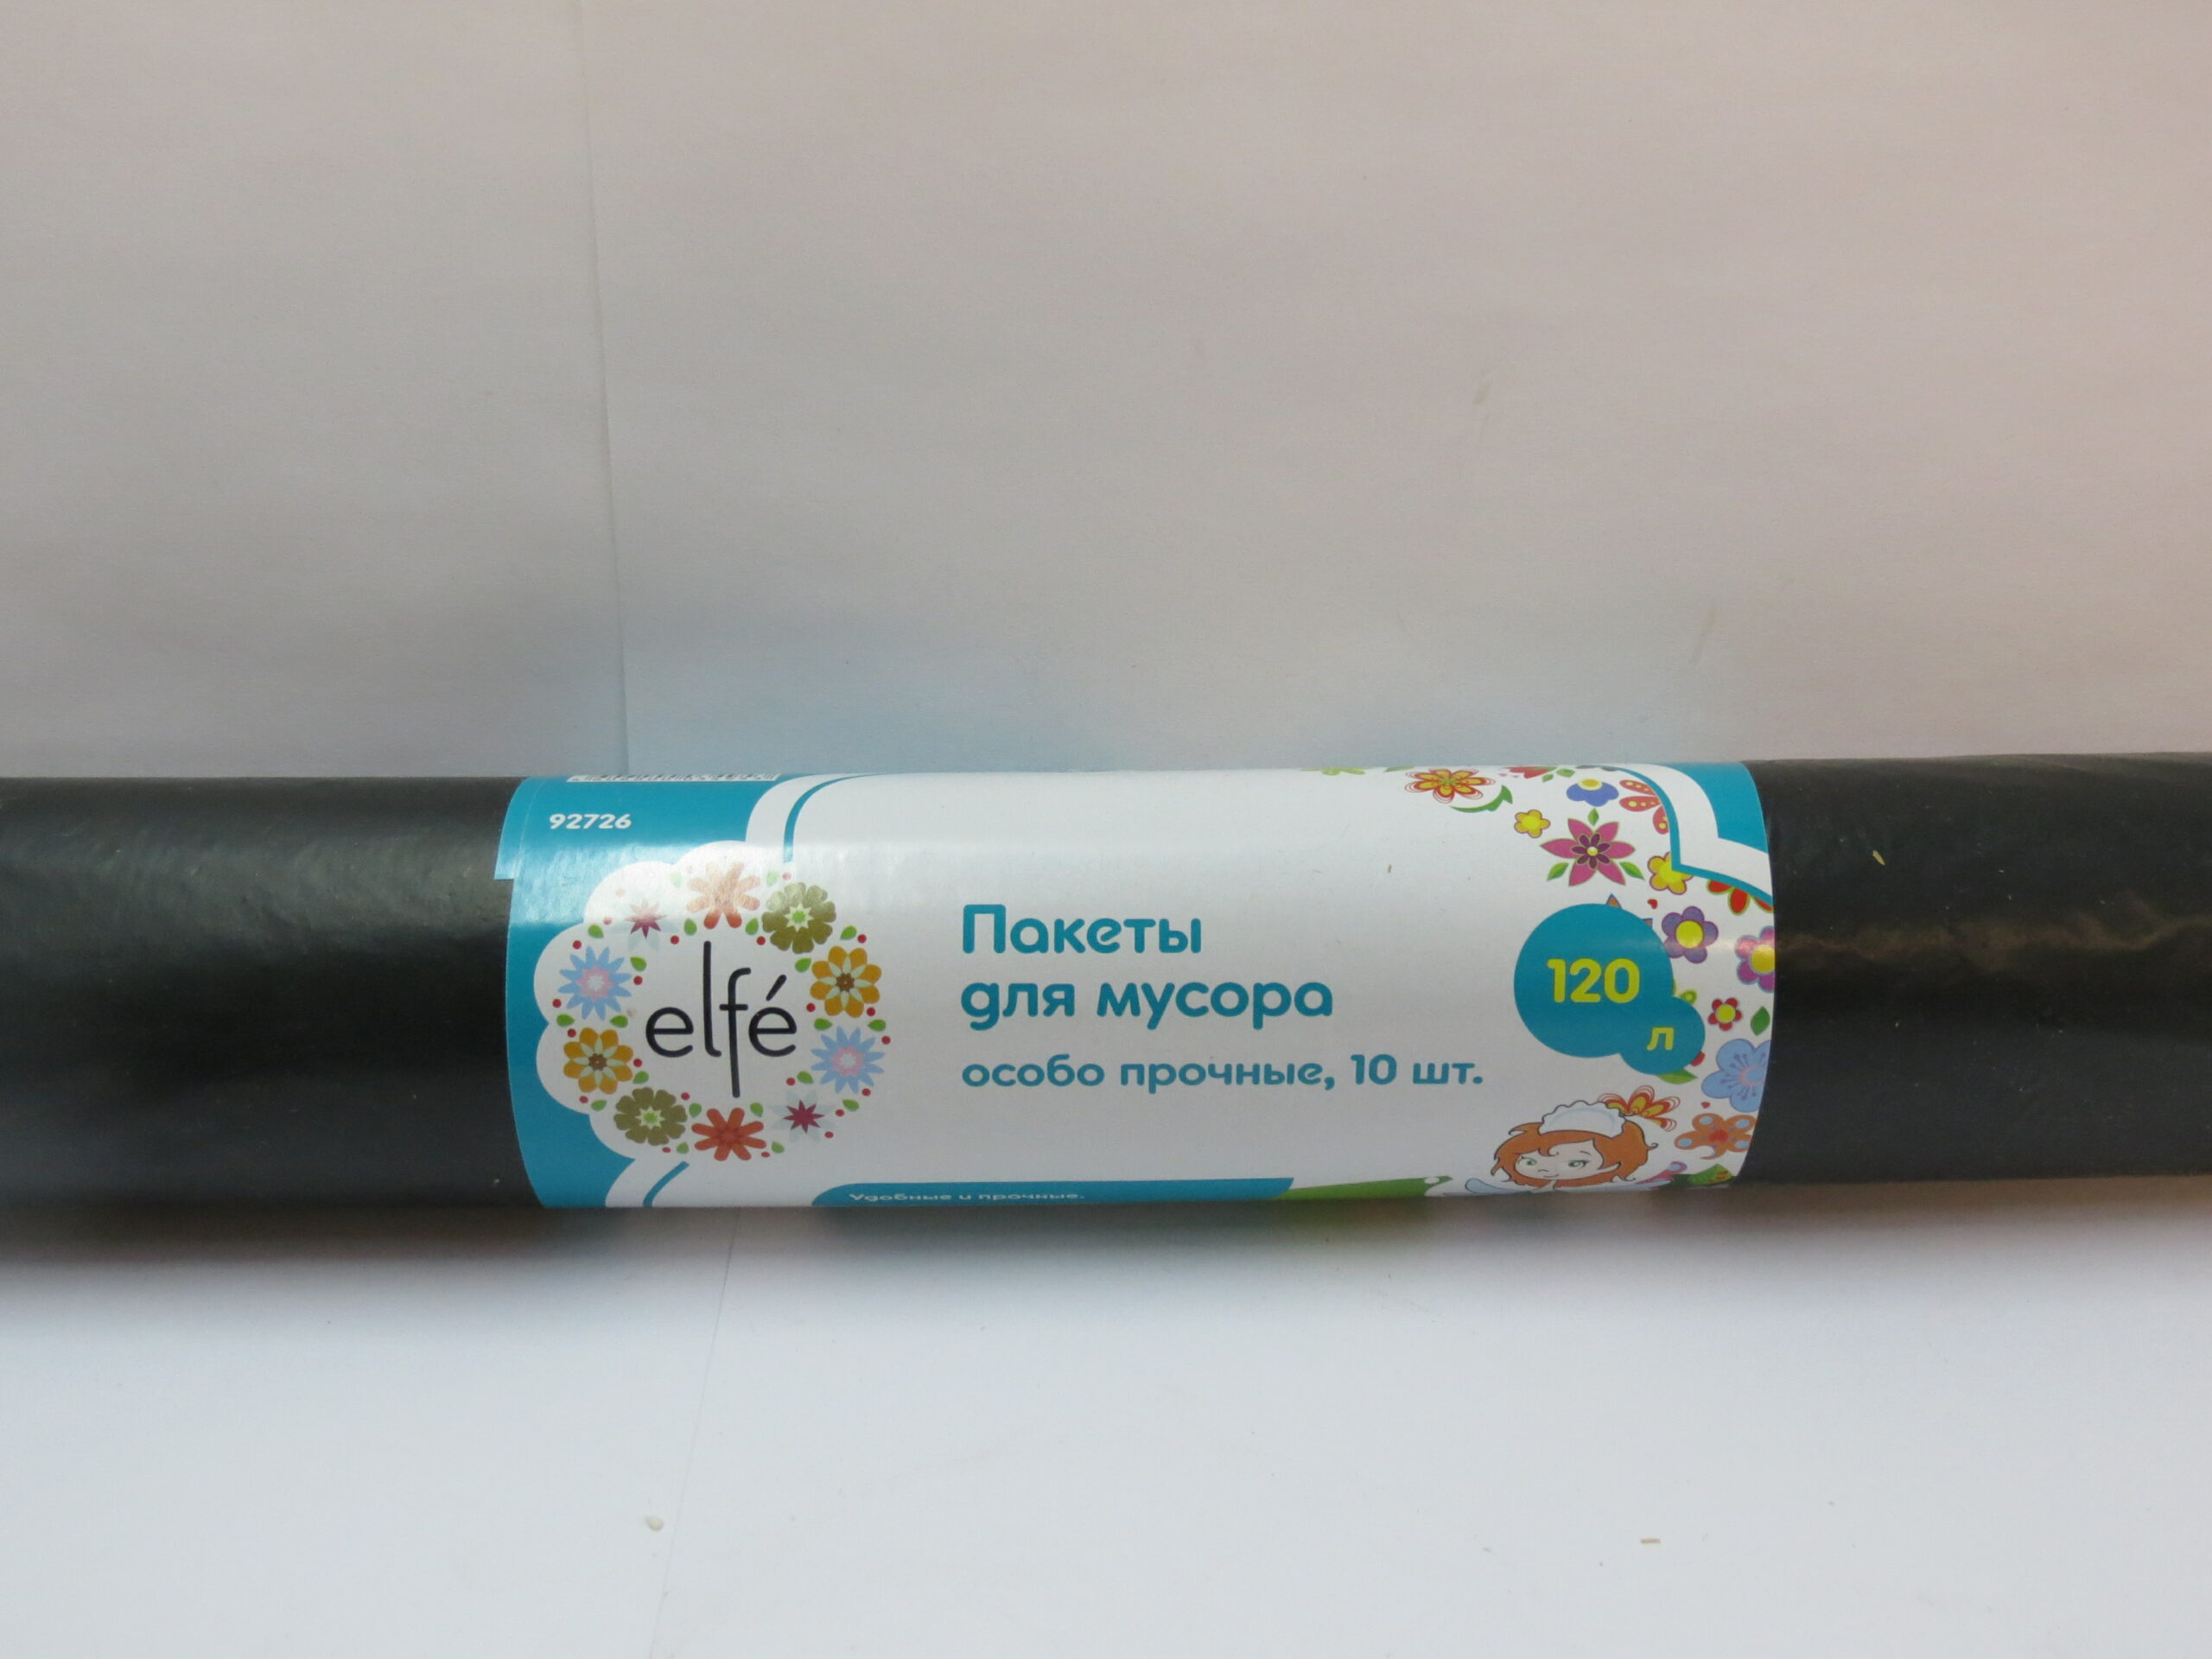 92726
elfé
Пакеты
для мусора
особо прочные, 10 шт.
120
л
Удобные и прочные.